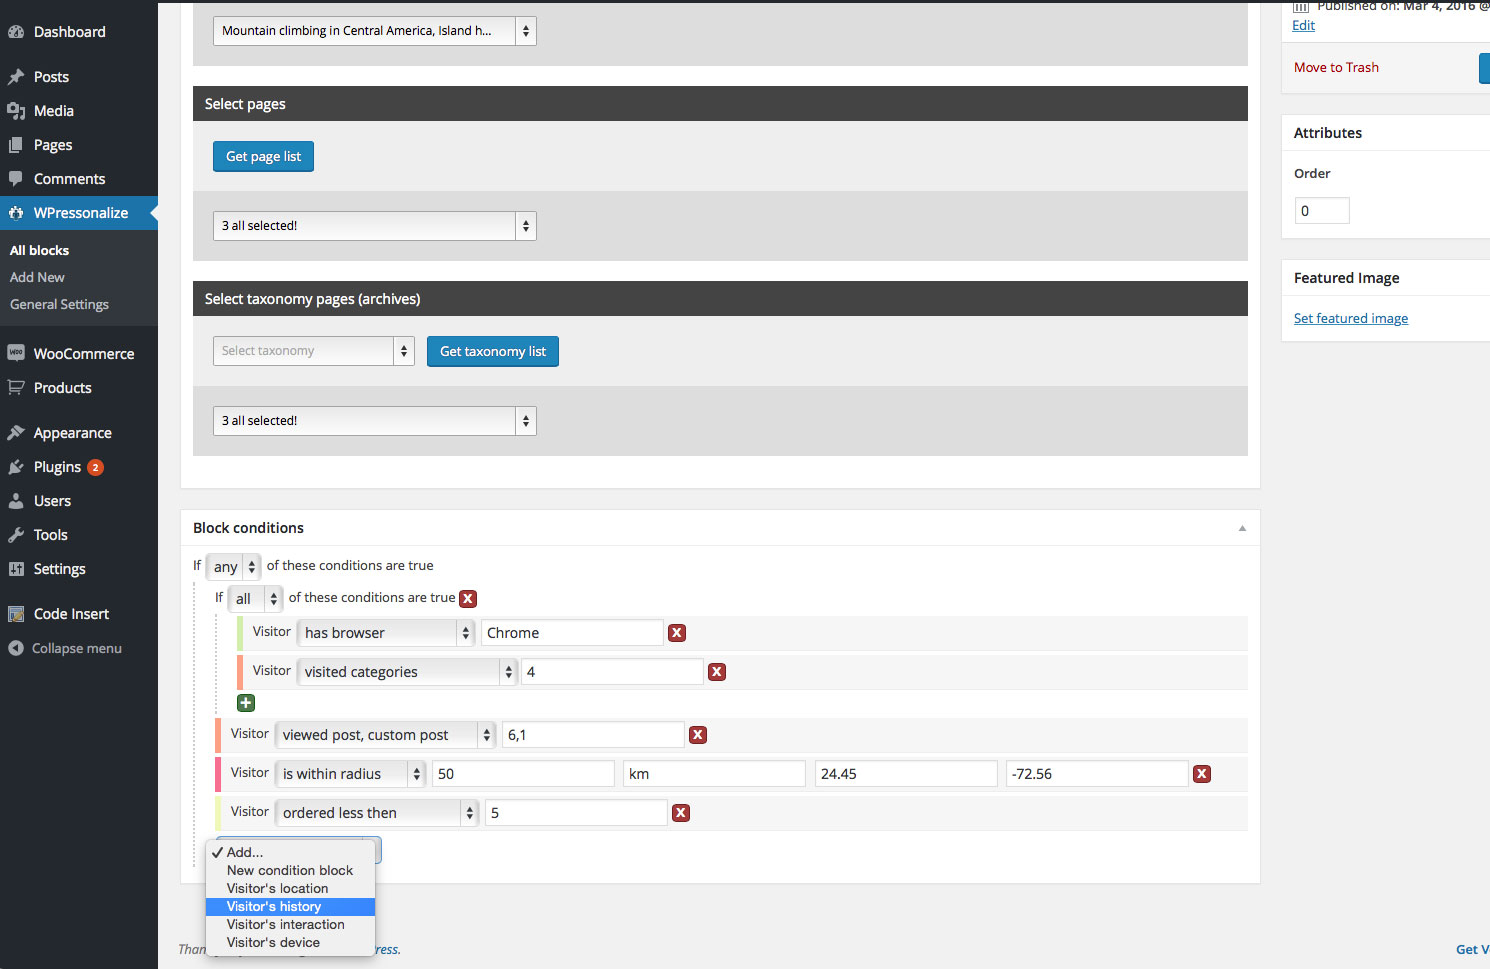 Dashboard
Posts
Media
Pages
Comments
WPressonalize
All blocks
Add New
General Settings
WooCommerce
Products
Appearance
Plugins 2
Users
Tools
Settings
Code Insert
Collapse menu
Mountain climbing in Central America, Island h...
Select pages
Get page list
3 all selected!
Select taxonomy pages (archives)
Select taxonomy
Get taxonomy list
3 all selected!
Block conditions
If any of these conditions are true
If all of these conditions are true X
Visitor has browser Chrome X
Visitor visited categories 4 X
+
Visitor viewed post, custom post 6,1 X
Visitor is within radius 50 km 24.45 -72.56 X
Visitor ordered less then 5 X
✓ Add...
New condition block
Visitor's location
Visitor's history
Visitor's interaction
Visitor's device
Than
ress.
Published on: Mar 4, 2016 @
Edit
Move to Trash
Attributes
Order
0
Featured Image
Set featured image
Get V